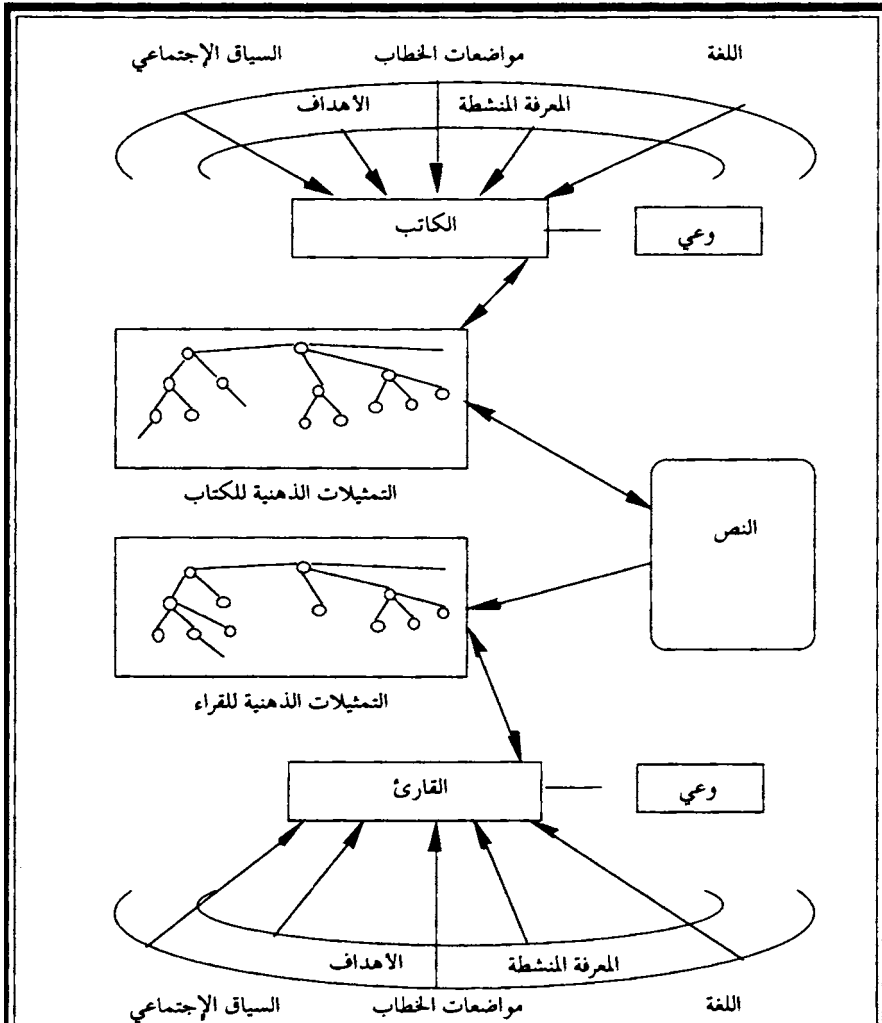 اللغة مواضعات الخطاب السياق الإجتماعي
المعرفة المنشطة الأهداف
الكاتب
وعي
التمثيلات الذهنية للكتاب
النص
التمثيلات الذهنية للقراء
القارئ
وعي
المعرفة المنشطة الأهداف
اللغة مواضعات الخطاب السياق الإجتماعي